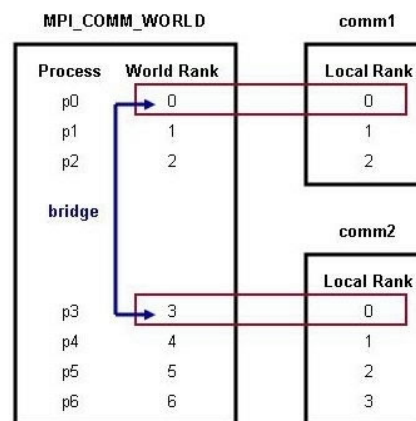 MPI_COMM_WORLD
Process World Rank
p0 0
p1 1
p2 2
bridge
p3 3
p4 4
p5 5
p6 6
comm1
Local Rank
0
1
2
comm2
Local Rank
0
1
2
3